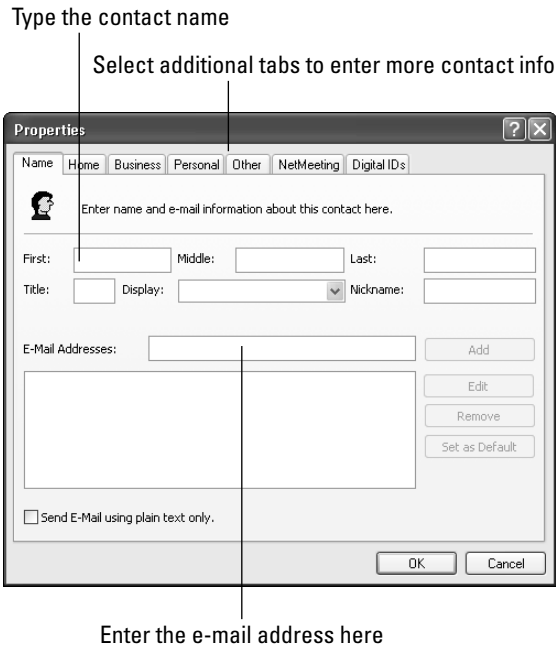 Type the contact name
Select additional tabs to enter more contact info
Properties
Name Home Business Personal Other NetMeeting Digital IDs
Enter name and e-mail information about this contact here.
First: Middle: Last:
Title: Display: Nickname:
E-Mail Addresses: Add
Edit
Remove
Set as Default
Send E-Mail using plain text only.
OK Cancel
Enter the e-mail address here